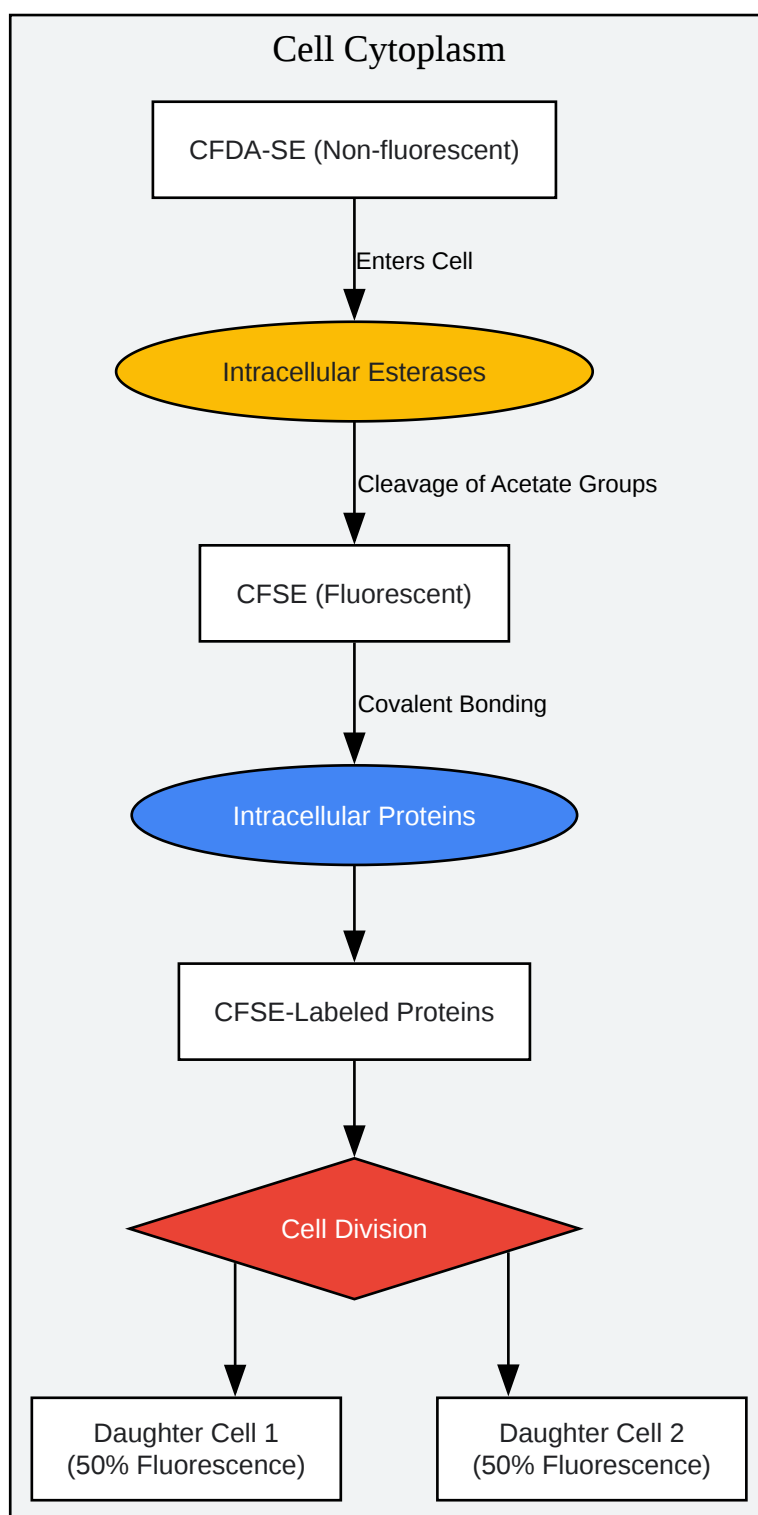 Cell Cytoplasm
CFDA-SE (Non-fluorescent)
Enters Cell
Intracellular Esterases
Cleavage of Acetate Groups
CFSE (Fluorescent)
Covalent Bonding
Intracellular Proteins
CFSE-Labeled Proteins
Cell Division
Daughter Cell 1
(50% Fluorescence)
Daughter Cell 2
(50% Fluorescence)